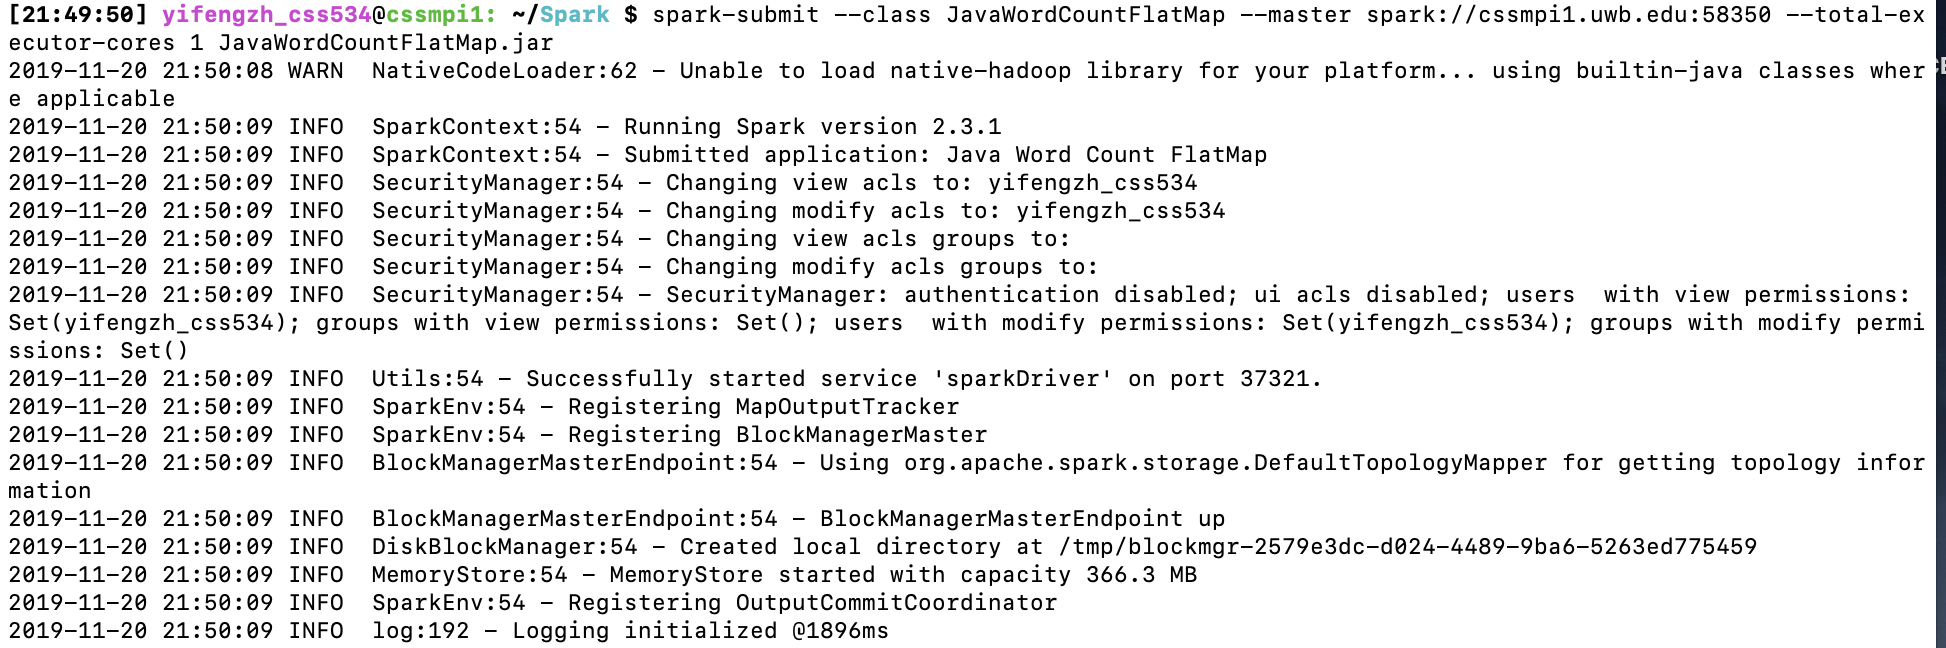 [21:49:50] yifengzh_css534@cssmpi1: ~/Spark $ spark-submit --class JavaWordCountFlatMap --master spark://cssmpi1.uwb.edu:58350 --total-ex
ecutor-cores 1 JavaWordCountFlatMap.jar
2019-11-20 21:50:08 WARN  NativeCodeLoader:62 - Unable to load native-hadoop library for your platform... using builtin-java classes wher
e applicable
2019-11-20 21:50:09 INFO  SparkContext:54 - Running Spark version 2.3.1
2019-11-20 21:50:09 INFO  SparkContext:54 - Submitted application: Java Word Count FlatMap
2019-11-20 21:50:09 INFO  SecurityManager:54 - Changing view acls to: yifengzh_css534
2019-11-20 21:50:09 INFO  SecurityManager:54 - Changing modify acls to: yifengzh_css534
2019-11-20 21:50:09 INFO  SecurityManager:54 - Changing view acls groups to:
2019-11-20 21:50:09 INFO  SecurityManager:54 - Changing modify acls groups to:
2019-11-20 21:50:09 INFO  SecurityManager:54 - SecurityManager: authentication disabled; ui acls disabled; users  with view permissions:
Set(yifengzh_css534); groups with view permissions: Set(); users  with modify permissions: Set(yifengzh_css534); groups with modify permi
ssions: Set()
2019-11-20 21:50:09 INFO  Utils:54 - Successfully started service 'sparkDriver' on port 37321.
2019-11-20 21:50:09 INFO  SparkEnv:54 - Registering MapOutputTracker
2019-11-20 21:50:09 INFO  SparkEnv:54 - Registering BlockManagerMaster
2019-11-20 21:50:09 INFO  BlockManagerMasterEndpoint:54 - Using org.apache.spark.storage.DefaultTopologyMapper for getting topology infor
mation
2019-11-20 21:50:09 INFO  BlockManagerMasterEndpoint:54 - BlockManagerMasterEndpoint up
2019-11-20 21:50:09 INFO  DiskBlockManager:54 - Created local directory at /tmp/blockmgr-2579e3dc-d024-4489-9ba6-5263ed775459
2019-11-20 21:50:09 INFO  MemoryStore:54 - MemoryStore started with capacity 366.3 MB
2019-11-20 21:50:09 INFO  SparkEnv:54 - Registering OutputCommitCoordinator
2019-11-20 21:50:09 INFO  log:192 - Logging initialized @1896ms